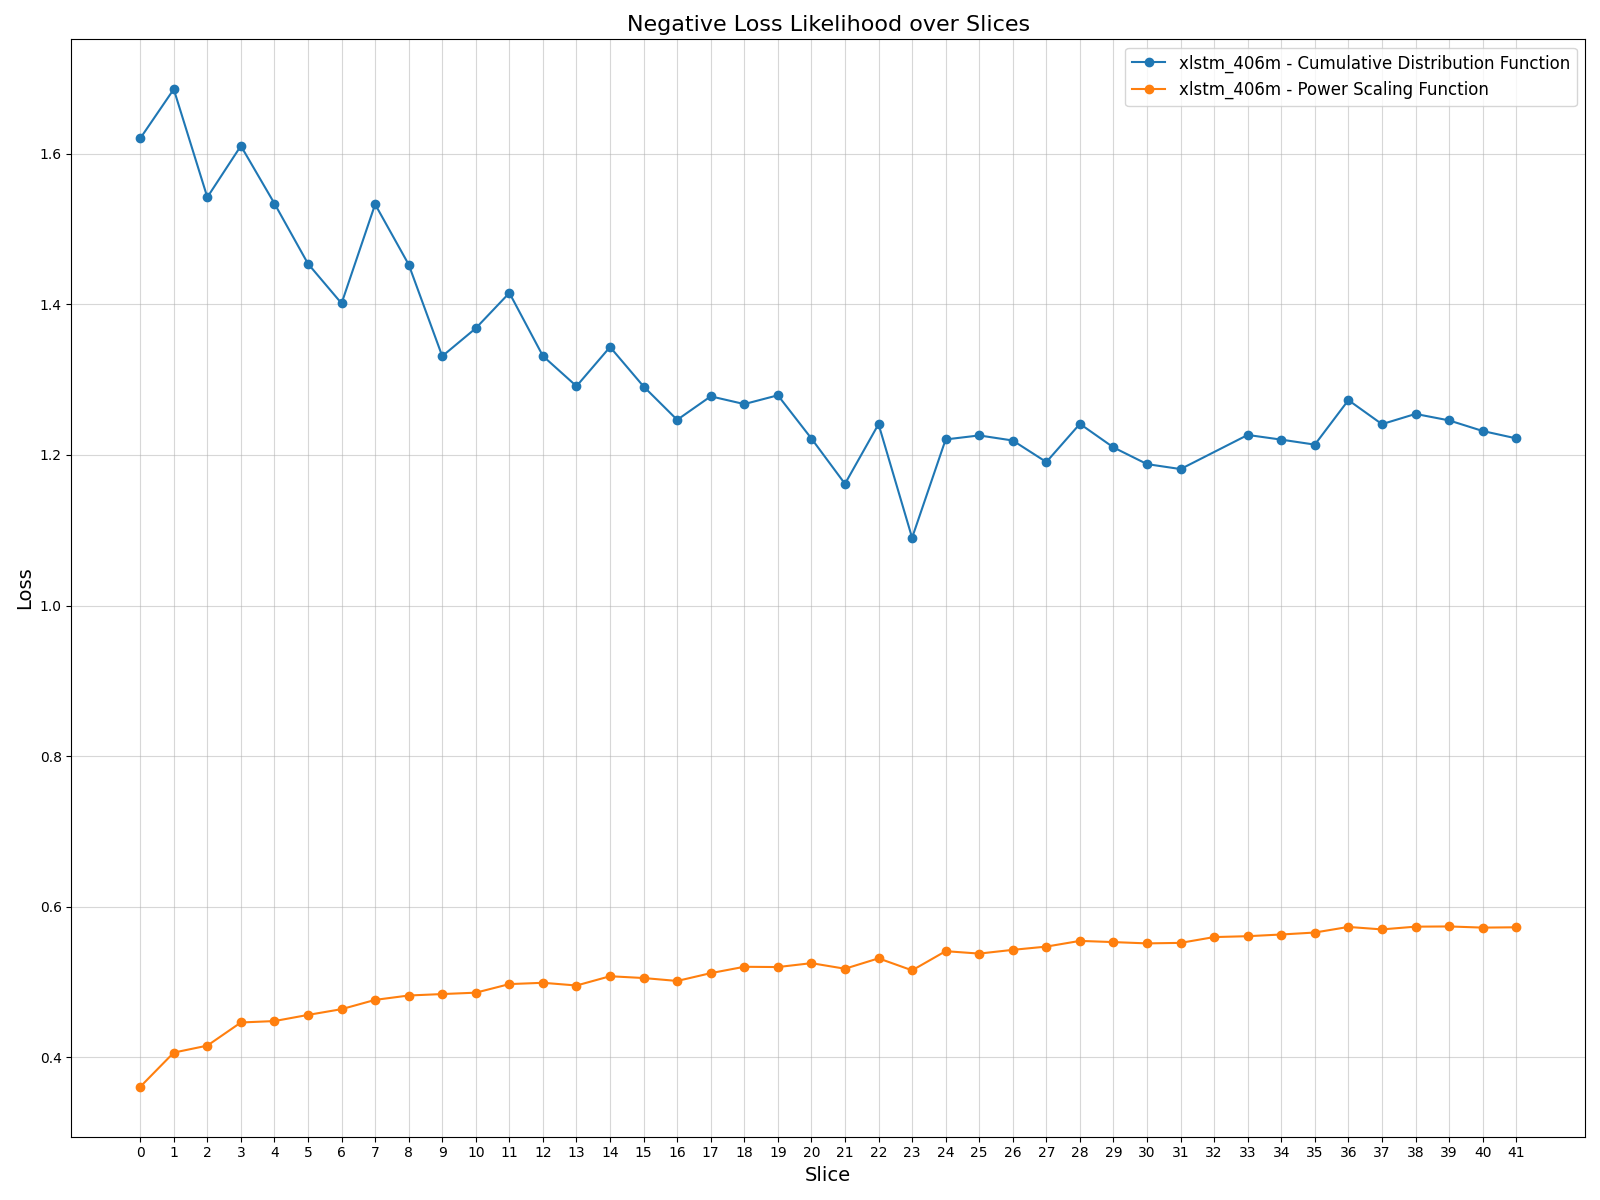 Negative Loss Likelihood over Slices
xlstm_406m - Cumulative Distribution Function
xlstm_406m - Power Scaling Function
1.6
1.4
1.2
1.0
0.8
0.6
0.4
Loss
0 1 2 3 4 5 6 7 8 9 10 11 12 13 14 15 16 17 18 19 20 21 22 23 24 25 26 27 28 29 30 31 32 33 34 35 36 37 38 39 40 41
Slice